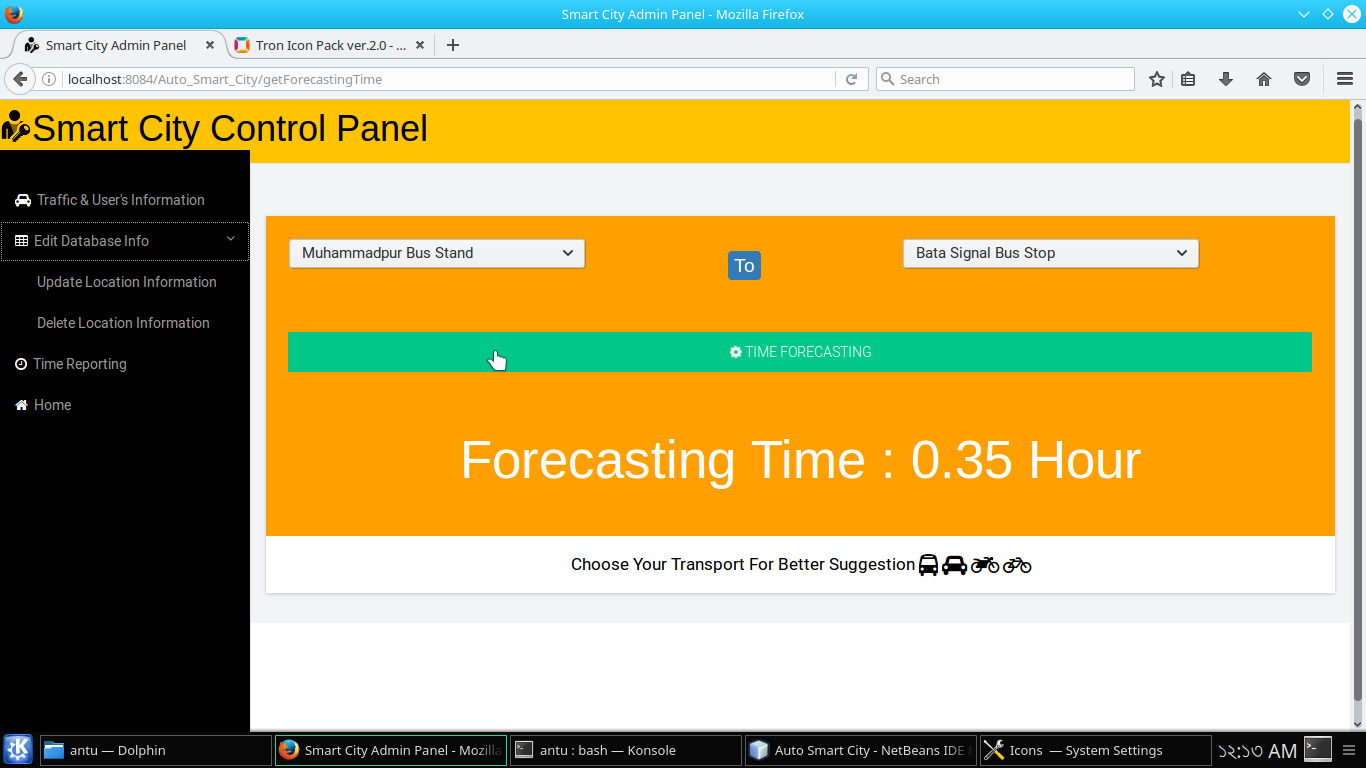 Smart City Admin Panel - Mozilla Firefox
Smart City Admin Panel
Tron Icon Pack ver.2.0 - ...
localhost:8084/Auto_Smart_City/getForecastingTime
Search
Smart City Control Panel
Traffic & User's Information
Edit Database Info
Update Location Information
Delete Location Information
Time Reporting
Home
Muhammadpur Bus Stand
To
Bata Signal Bus Stop
TIME FORECASTING
Forecasting Time : 0.35 Hour
Choose Your Transport For Better Suggestion
antu — Dolphin
Smart City Admin Panel - Mozilla
antu : bash — Konsole
Auto Smart City - NetBeans IDE
Icons — System Settings
১২:১৩ AM